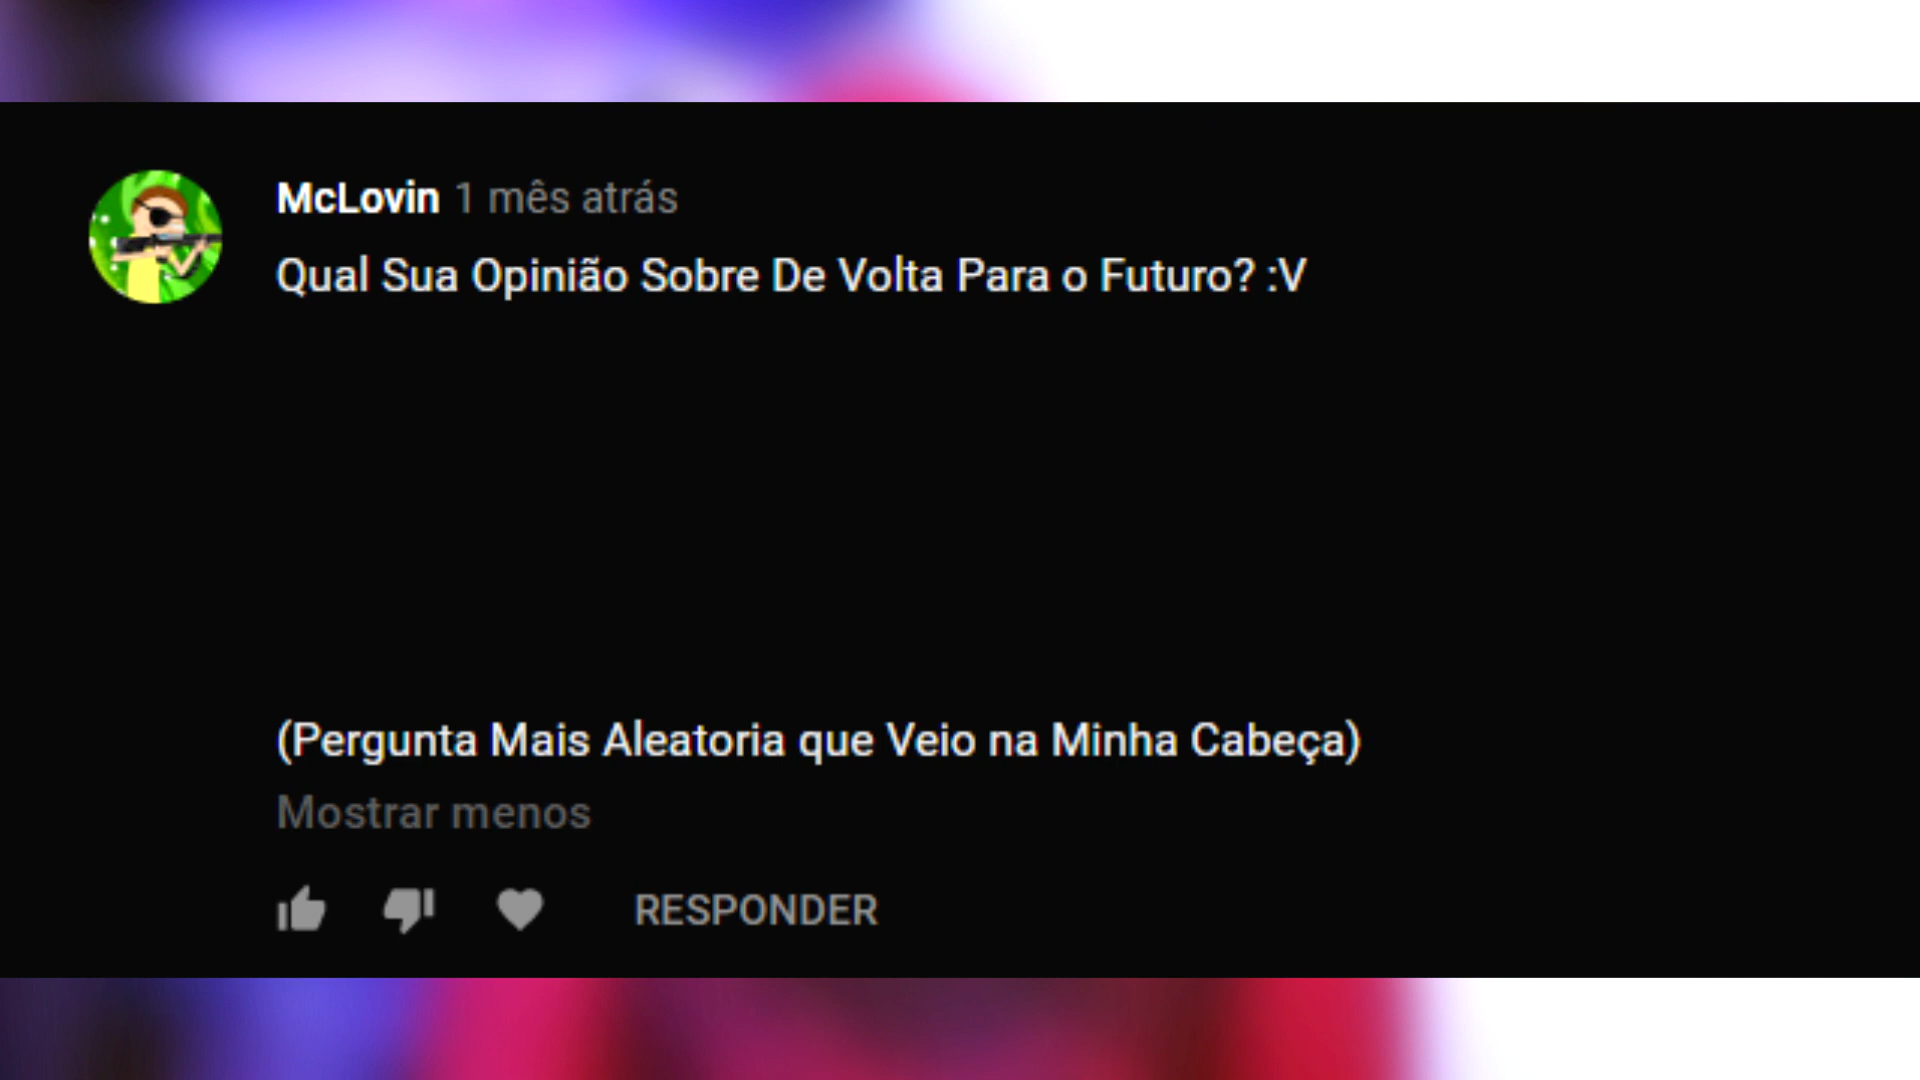 McLovin 1 mês atrás
Qual Sua Opinião Sobre De Volta Para o Futuro? :V
(Pergunta Mais Aleatoria que Veio na Minha Cabeça)
Mostrar menos
RESPONDER